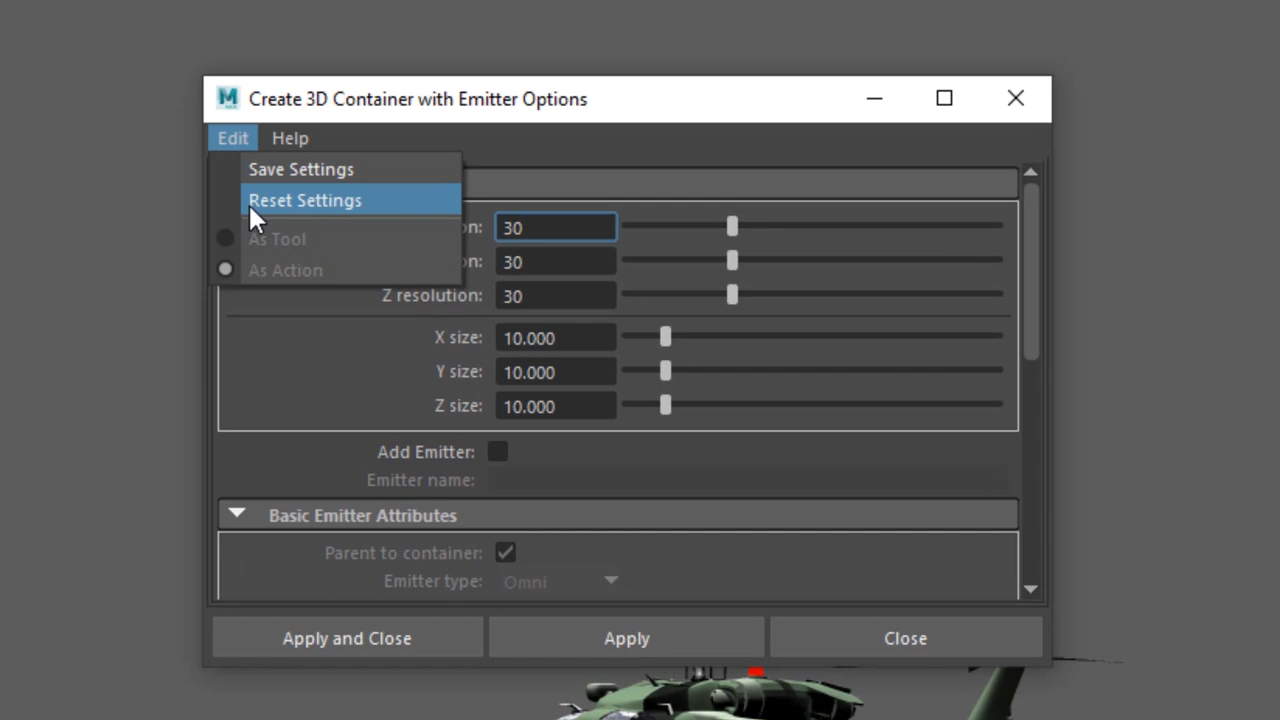 Create 3D Container with Emitter Options
Edit Help
Save Settings
Reset Settings
on: 30
As Tool
on: 30
As Action
Z resolution: 30
X size: 10.000
Y size: 10.000
Z size: 10.000
Add Emitter:
Emitter name:
Basic Emitter Attributes
Parent to container:
Emitter type: Omni
Apply and Close Apply Close